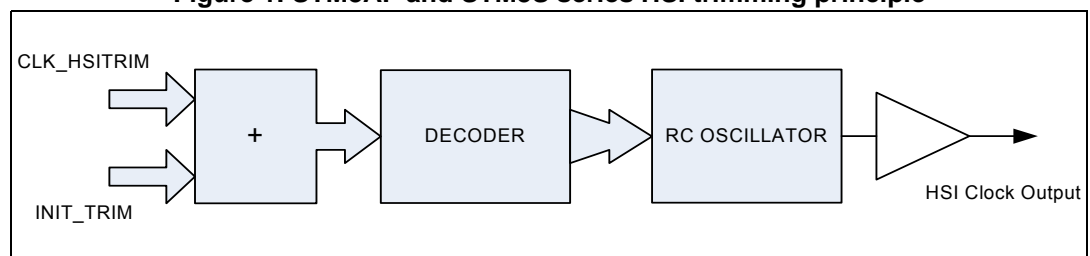 CLK_HSITRIM
+
DECODER
RC OSCILLATOR
HSI Clock Output
INIT_TRIM